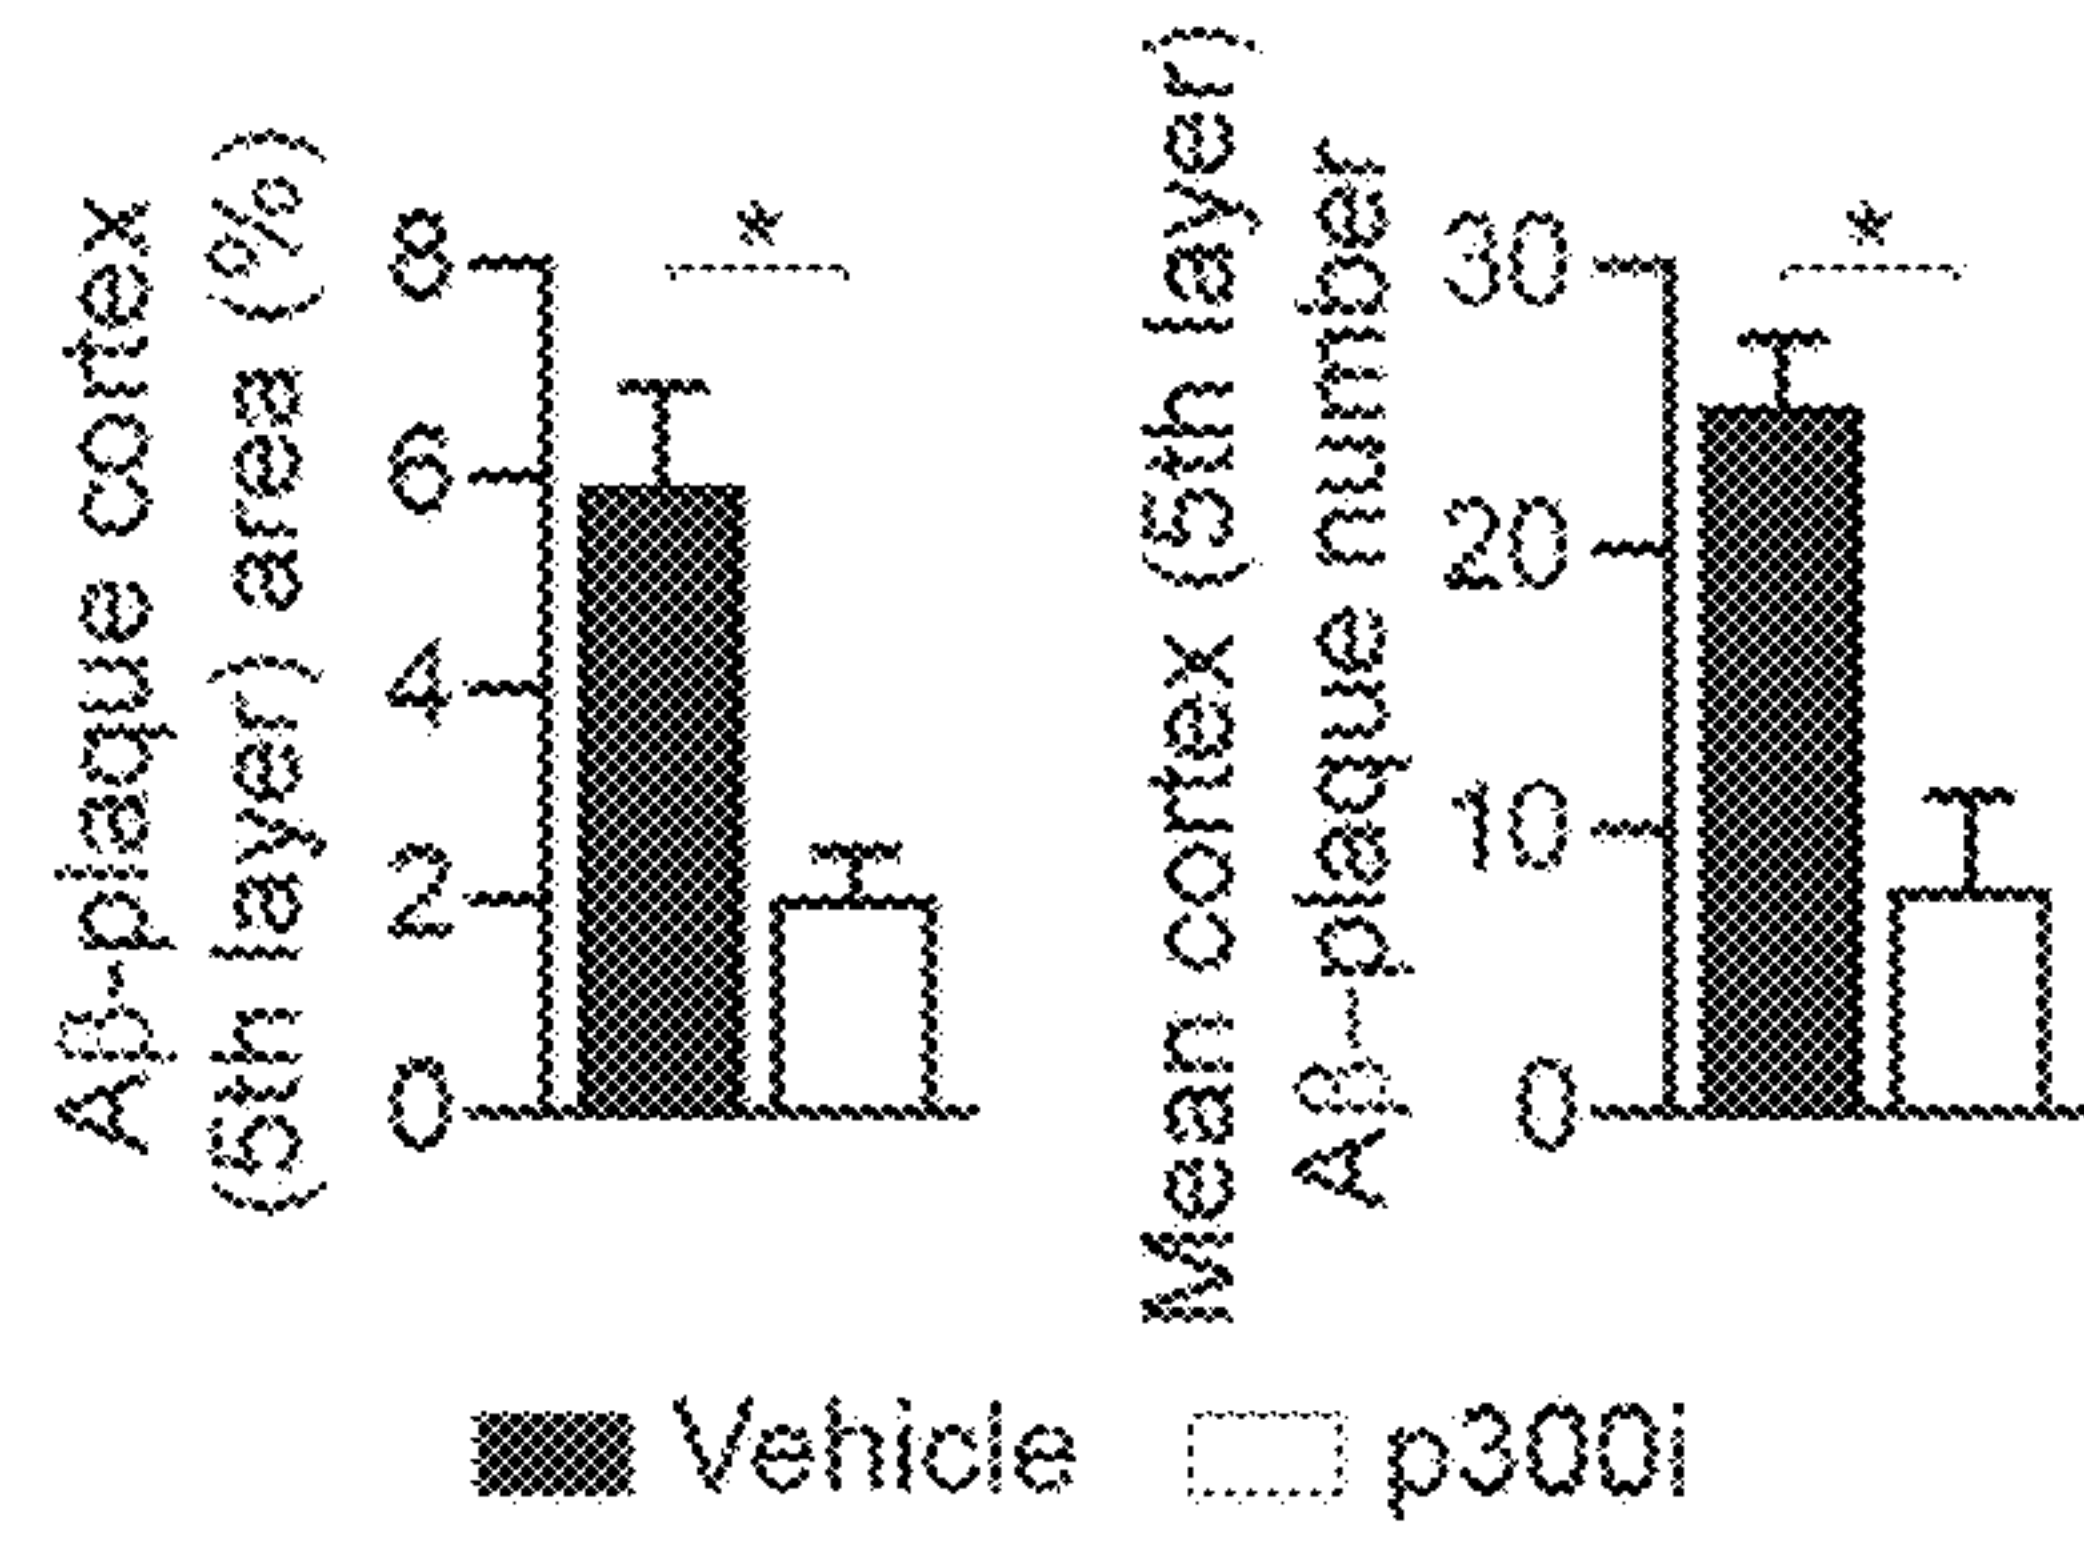 Aβ-plaque cortex
(5th layer) area (%)
8
6
4
2
0
*
Mean cortex (5th layer)
Aβ-plaque number
30
20
10
0
*
Vehicle
p300i